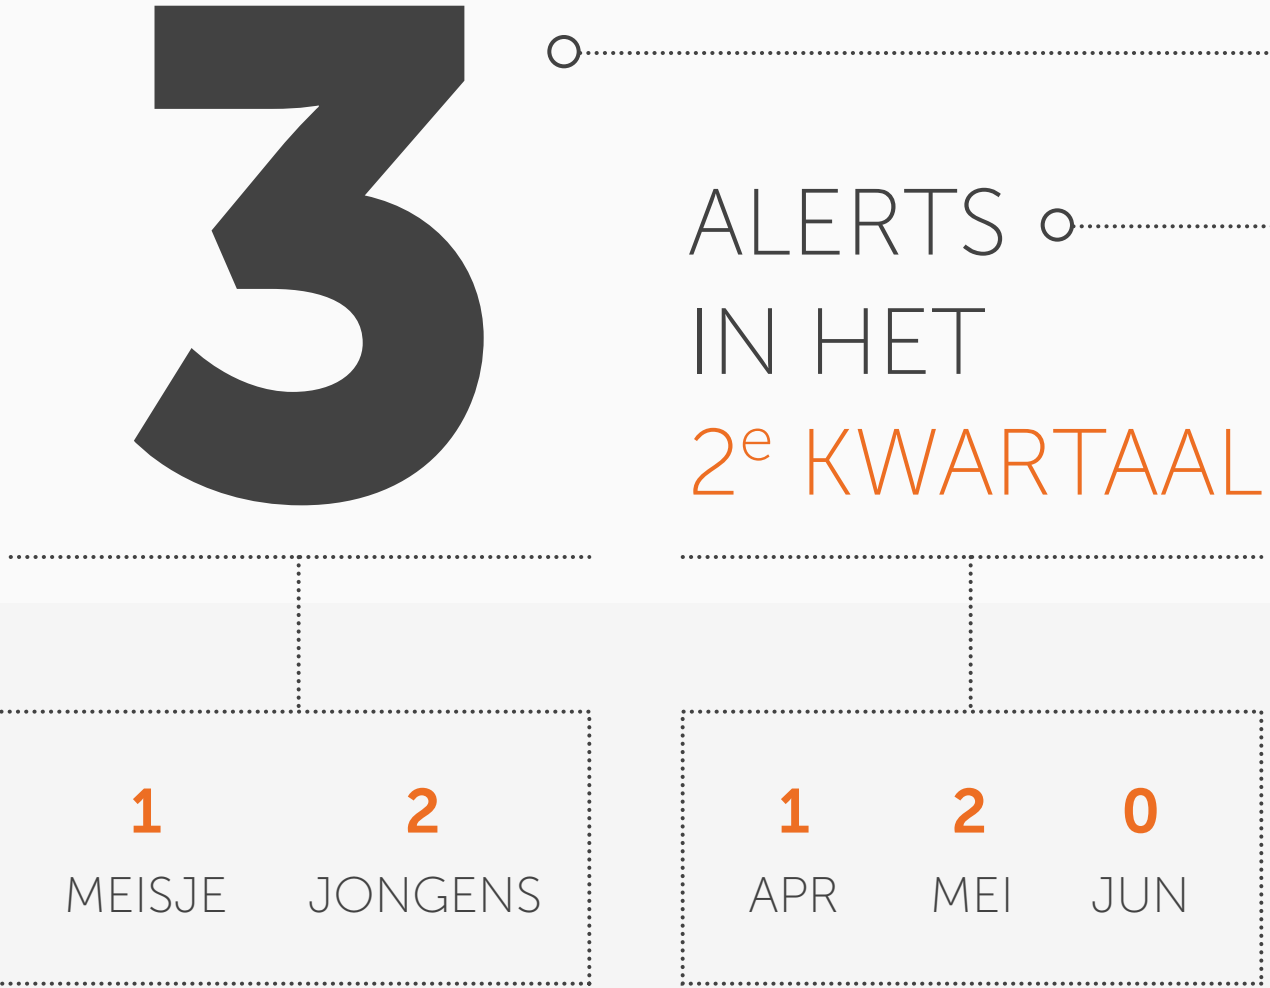 3
ALERTS
IN HET
2e KWARTAAL
1 2
MEISJE JONGENS
1 2 0
APR MEI JUN